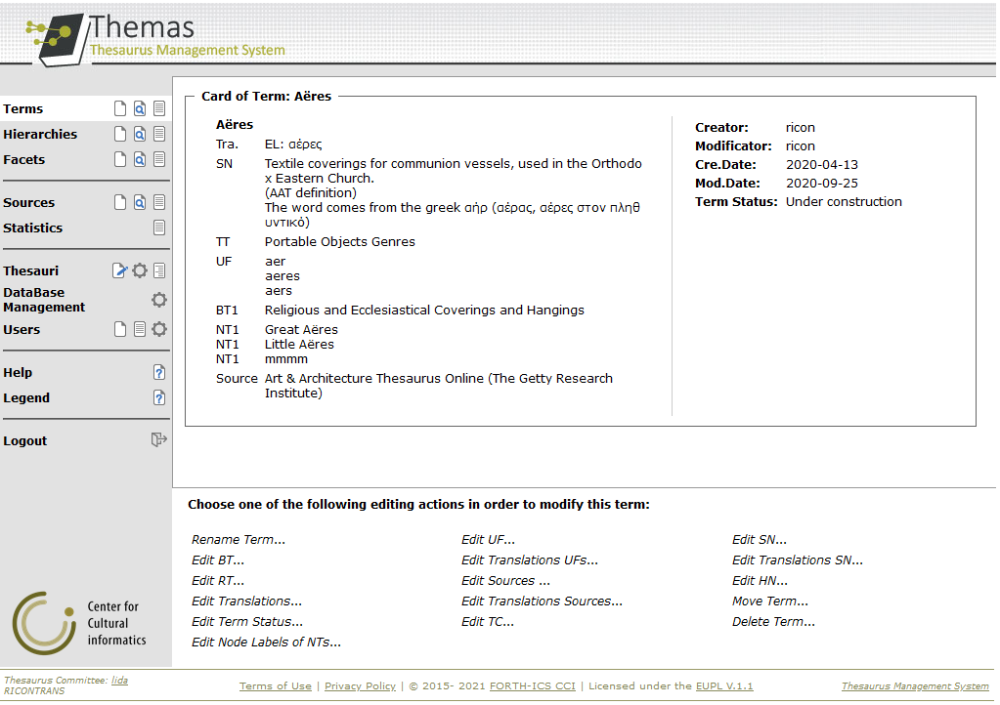 Themas
Thesaurus Management System
Terms
Hierarchies
Facets
Sources
Statistics
Thesauri
DataBase
Management
Users
Help
Legend
Logout
Center for
Cultural
informatics
Card of Term: Aëres
Aëres
Tra. EL: αέρες
SN Textile coverings for communion vessels, used in the Orthodo
x Eastern Church.
(AAT definition)
The word comes from the greek αήρ (αέρας, αέρες στον πληθ
υντικό)
TT Portable Objects Genres
UF aer
aeres
aers
BT1 Religious and Ecclesiastical Coverings and Hangings
NT1 Great Aëres
NT1 Little Aëres
NT1 mmmm
Source Art & Architecture Thesaurus Online (The Getty Research
Institute)
Creator: ricon
Modificator: ricon
Cre.Date: 2020-04-13
Mod.Date: 2020-09-25
Term Status: Under construction
Choose one of the following editing actions in order to modify this term:
Rename Term... Edit UF... Edit SN...
Edit BT... Edit Translations UFs... Edit Translations SN...
Edit RT... Edit Sources ... Edit HN...
Edit Translations... Edit Translations Sources... Move Term...
Edit Term Status... Edit TC... Delete Term...
Edit Node Labels of NTs...
Thesaurus Committee: lida
RICONTRANS
Terms of Use | Privacy Policy | © 2015- 2021 FORTH-ICS CCI | Licensed under the EUPL V.1.1
Thesaurus Management System